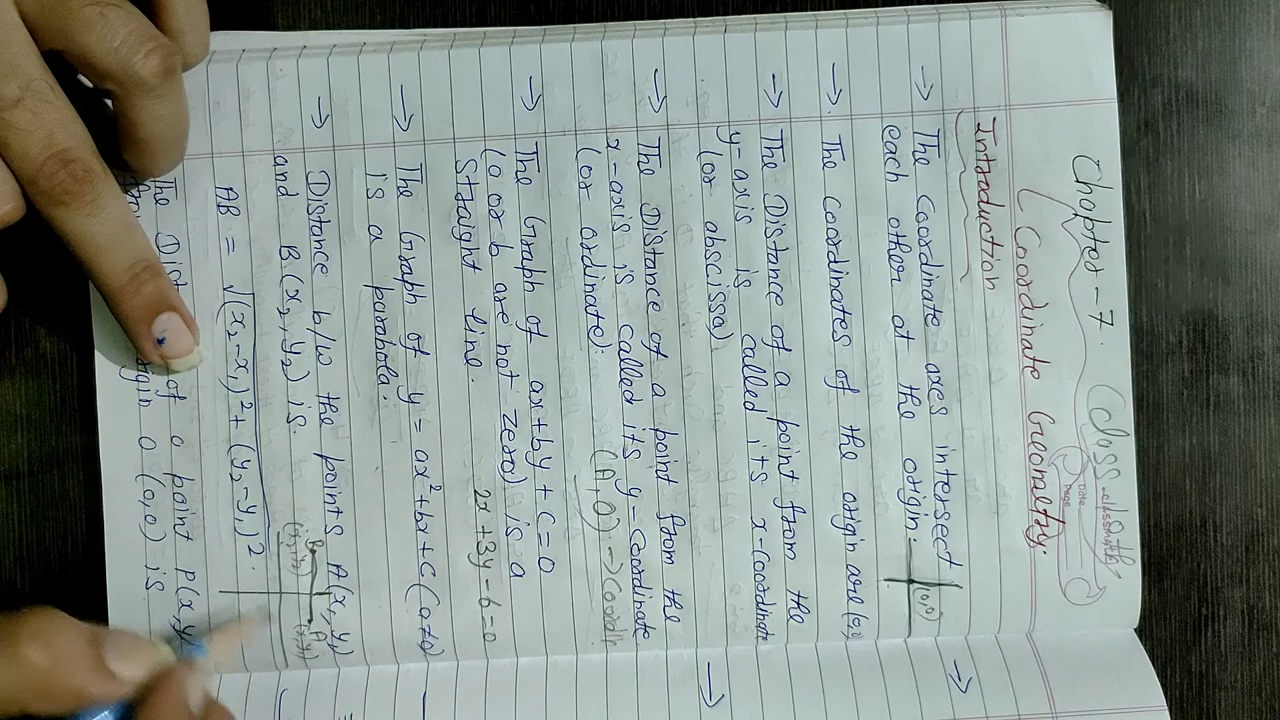 Chapter-7. Class 10th
classmate
Date
Page
(Coordinate Geometry.
Introduction
→ The Coordinate axes intersect
each other at the origin. (0,0)
→ The coordinates of the origin are (0,0)
→ The Distance of a point from the
y-axis is called its x-coordinate
(or abscissa)
→ The Distance of a point from the
x-axis is called its y-coordinate
(or ordinate).
(A,O) →
→ The Graph of ax+by+c=0
(a or b are not zero) is a
Straight line. 2x+3y-6=0
→ The Graph of y=ax²+bx+c (a≠0)
is a parabola.
→ Distance b/w the points A(x₁,y₁)
and B(x₂,y₂) is.
B A
AB = √(x₂-x₁)²+(y₂-y₁)².
The of a point P(x,y
O (0,0) is